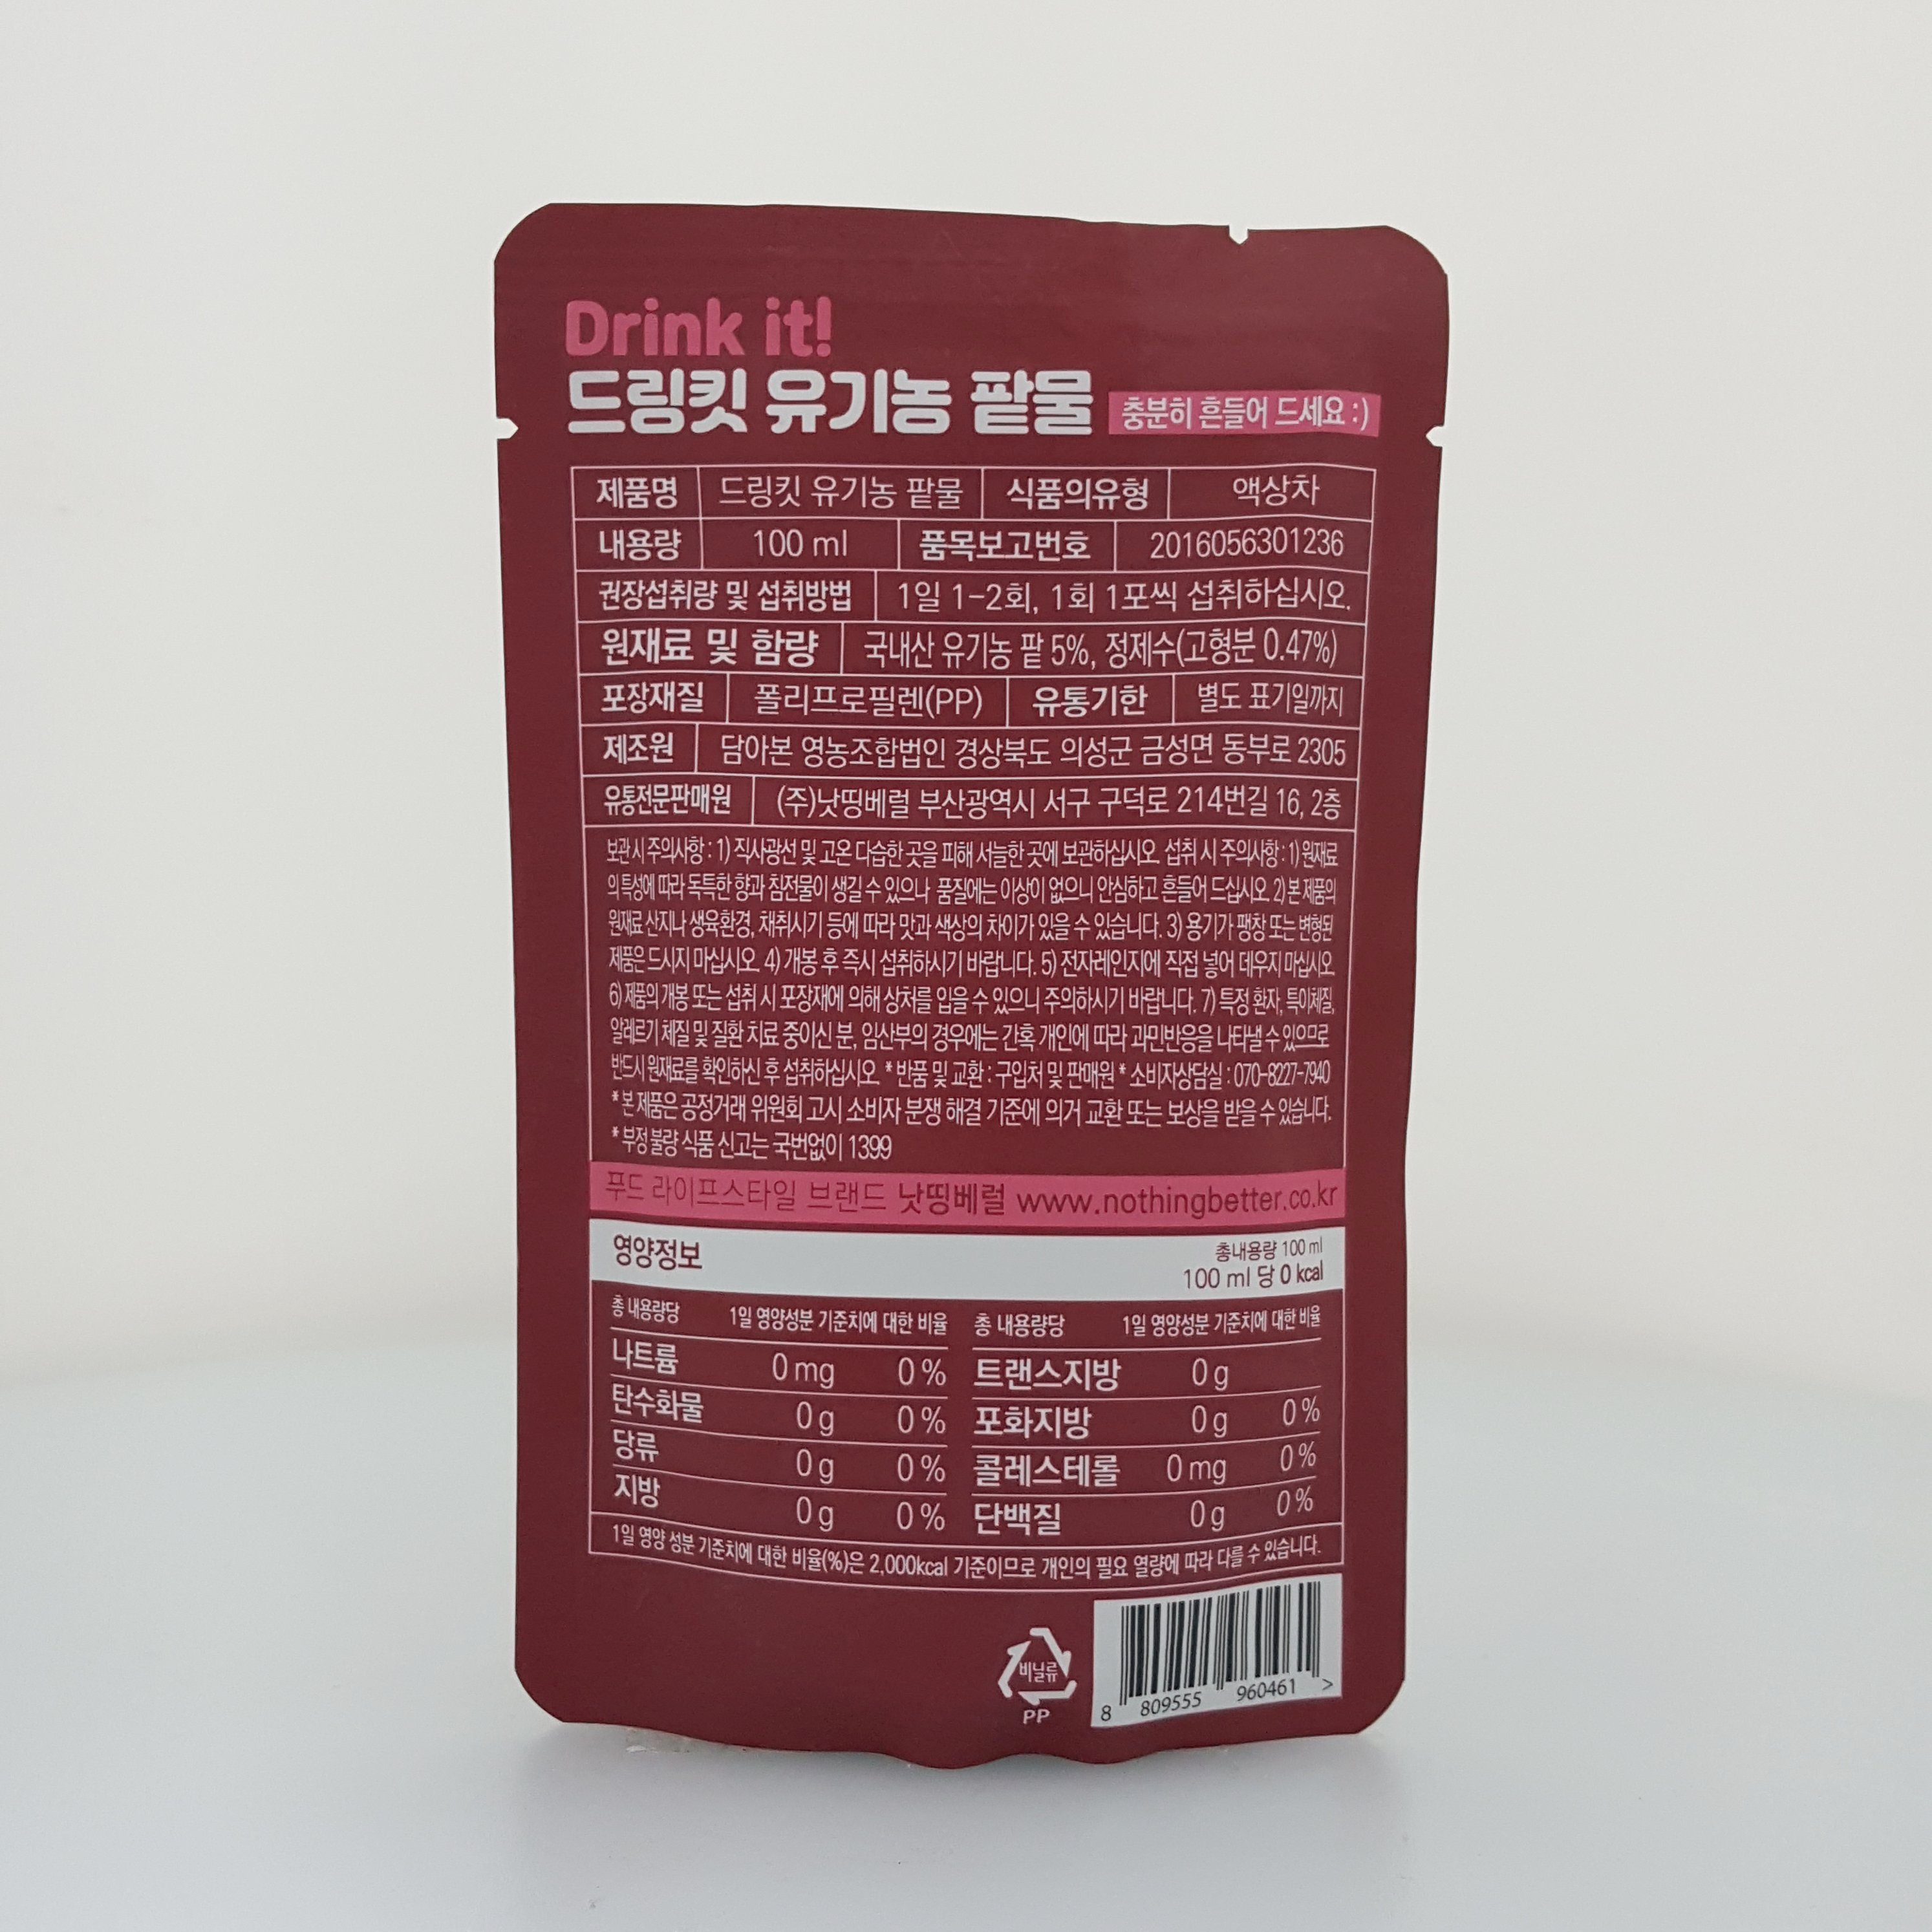 Drink it!
드링킷 유기농 팥물 충분히 흔들어 드세요 :)
제품명 드링킷 유기농 팥물 식품의유형 액상차
내용량 100 ml 품목보고번호 2016056301236
권장섭취량 및 섭취방법 1일 1-2회, 1회 1포씩 섭취하십시오.
원재료 및 함량 국내산 유기농 팥 5%, 정제수(고형분 0.47%)
포장재질 폴리프로필렌(PP) 유통기한 별도 표기일까지
제조원 담아본 영농조합법인 경상북도 의성군 금성면 동부로 2305
유통전문판매원 (주)낫띵베럴 부산광역시 서구 구덕로 214번길 16, 2층
보관 시 주의사항 : 1) 직사광선 및 고온 다습한 곳을 피해 서늘한 곳에 보관하십시오. 섭취 시 주의사항 : 1) 원재료
의 특성에 따라 독특한 향과 침전물이 생길 수 있으나 품질에는 이상이 없으니 안심하고 흔들어 드십시오. 2) 본 제품의
원재료 산지나 생육환경, 채취시기 등에 따라 맛과 색상의 차이가 있을 수 있습니다. 3) 용기가 팽창 또는 변형된
제품은 드시지 마십시오. 4) 개봉 후 즉시 섭취하시기 바랍니다. 5) 전자레인지에 직접 넣어 데우지 마십시오.
6) 제품의 개봉 또는 섭취 시 포장재에 의해 상처를 입을 수 있으니 주의하시기 바랍니다. 7) 특정 환자, 특이체질,
알레르기 체질 및 질환 치료 중이신 분, 임산부의 경우에는 간혹 개인에 따라 과민반응을 나타낼 수 있으므로
반드시 원재료를 확인하신 후 섭취하십시오. * 반품 및 교환 : 구입처 및 판매원 * 소비자상담실 : 070-8227-7940
* 본 제품은 공정거래 위원회 고시 소비자 분쟁 해결 기준에 의거 교환 또는 보상을 받을 수 있습니다.
* 부정 불량 식품 신고는 국번없이 1399
푸드 라이프스타일 브랜드 낫띵베럴 www.nothingbetter.co.kr
영양정보 총내용량 100 ml
100 ml 당 0 kcal
총 내용량당 1일 영양성분 기준치에 대한 비율 총 내용량당 1일 영양성분 기준치에 대한 비율
나트륨 0 mg 0 % 트랜스지방 0 g
탄수화물 0 g 0 % 포화지방 0 g 0 %
당류 0 g 0 % 콜레스테롤 0 mg 0 %
지방 0 g 0 % 단백질 0 g 0 %
1일 영양 성분 기준치에 대한 비율(%)은 2,000kcal 기준이므로 개인의 필요 열량에 따라 다를 수 있습니다.
비닐류
PP
8 809555 960461 >